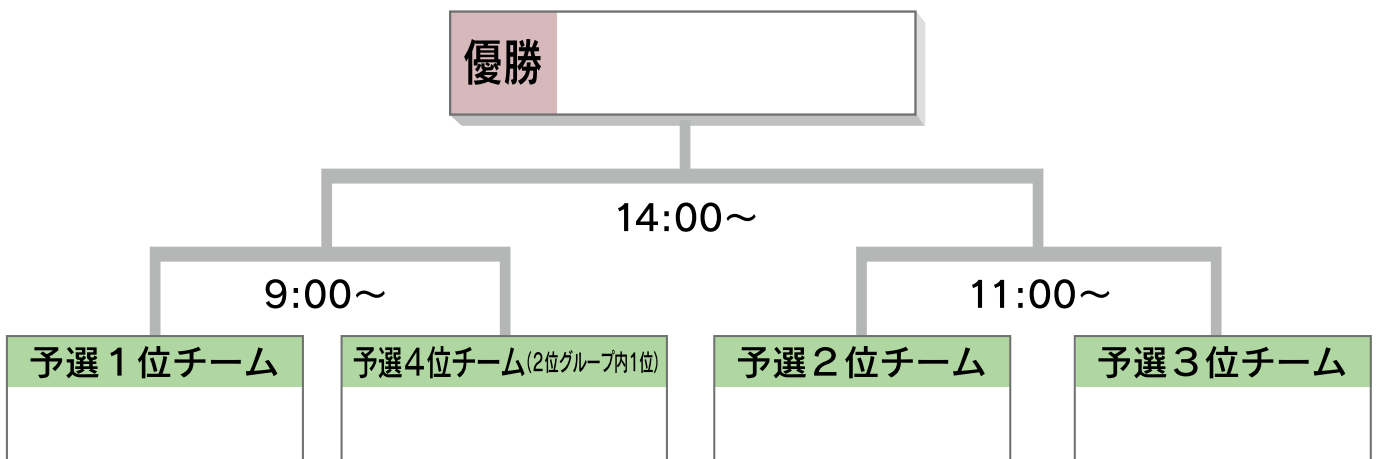 優勝
14:00～
9:00～
11:00～
予選１位チーム
予選4位チーム(2位グループ内1位)
予選２位チーム
予選３位チーム